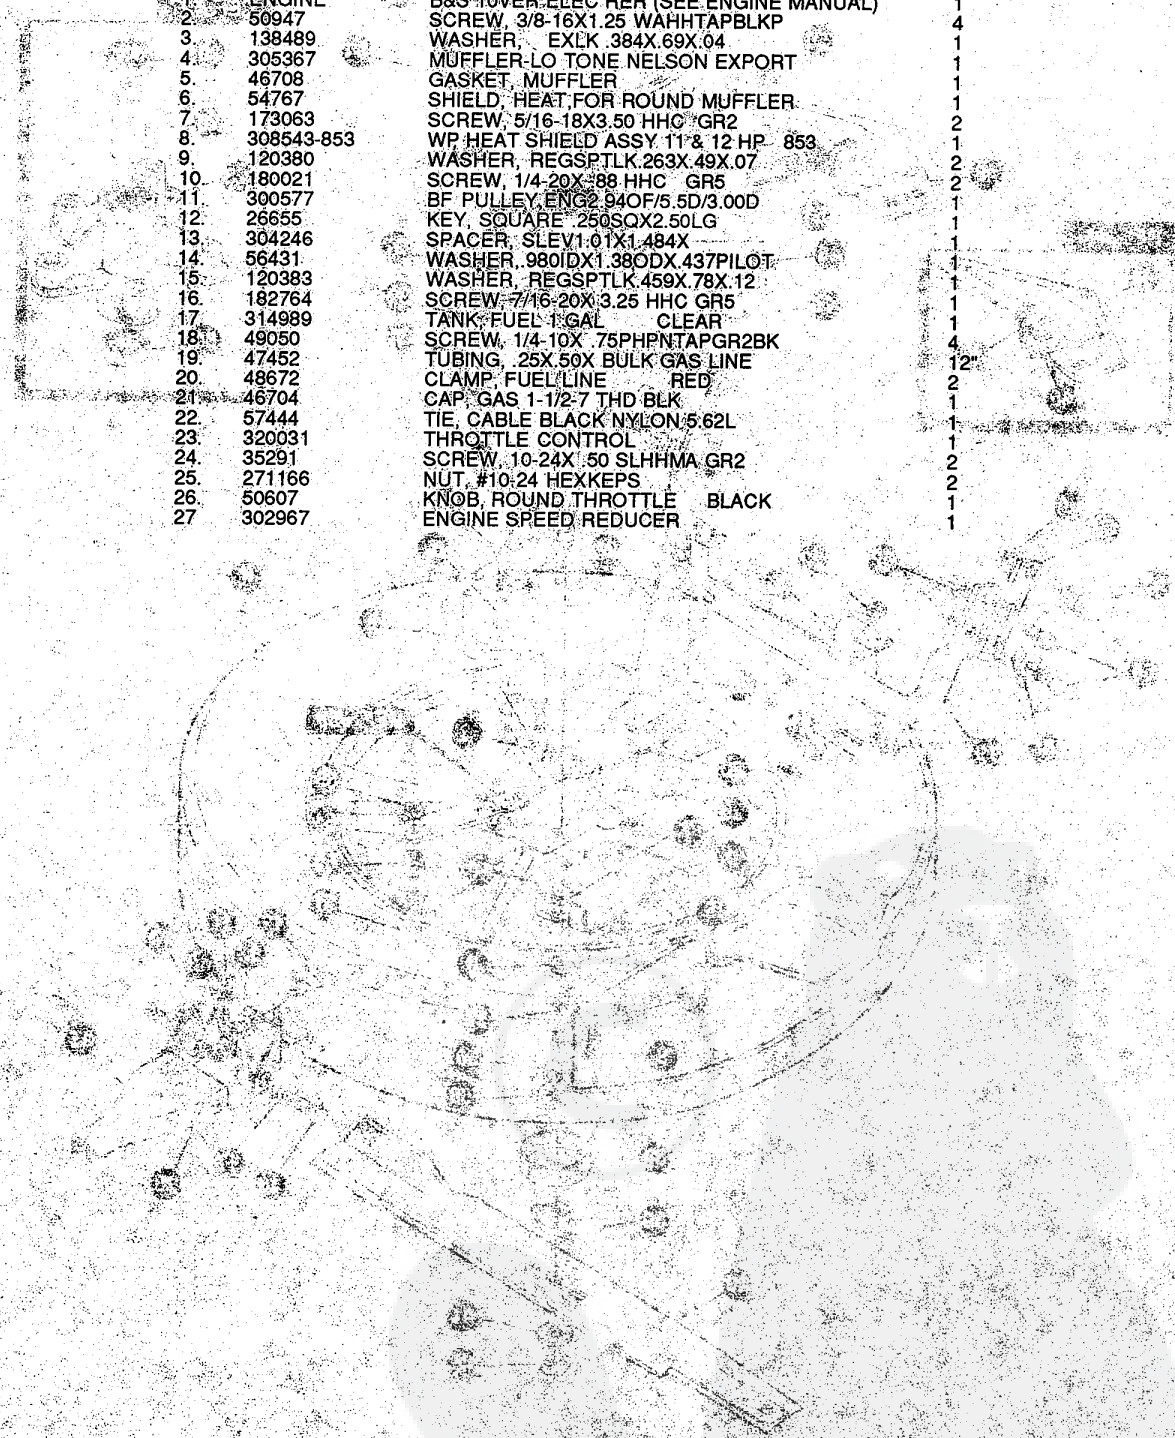 1. ENGINE B&S 10VER.ELEC RER (SEE ENGINE MANUAL) 1
2. 50947 SCREW, 3/8-16X1.25 WAHHTAPBLKP 4
3. 138489 WASHER, EXLK .384X.69X.04 1
4. 305367 MUFFLER-LO TONE NELSON EXPORT 1
5. 46708 GASKET, MUFFLER 1
6. 54767 SHIELD, HEAT,FOR ROUND MUFFLER 1
7. 173063 SCREW, 5/16-18X3.50 HHC GR2 2
8. 308543-853 WP HEAT SHIELD ASSY 11 & 12 HP 853 1
9. 120380 WASHER, REGSPTLK.263X.49X.07 2
10. 180021 SCREW, 1/4-20X .88 HHC GR5 2
11. 300577 BF PULLEY,ENG2.94OF/5.5D/3.00D 1
12. 26655 KEY, SQUARE .250SQX2.50LG 1
13. 304246 SPACER, SLEV1.01X1.484X 1
14. 56431 WASHER,.980IDX1.38ODX.437PILOT 1
15. 120383 WASHER, REGSPTLK.459X.78X.12 1
16. 182764 SCREW, 7/16-20X 3.25 HHC GR5 1
17. 314989 TANK, FUEL 1 GAL CLEAR 1
18. 49050 SCREW, 1/4-10X .75PHPNTAPGR2BK 4
19. 47452 TUBING, .25X.50X BULK GAS LINE 12"
20. 48672 CLAMP, FUEL LINE RED 2
21. 46704 CAP, GAS 1-1/2-7 THD BLK 1
22. 57444 TIE, CABLE BLACK NYLON 5.62L 1
23. 320031 THROTTLE CONTROL 1
24. 35291 SCREW, 10-24X .50 SLHHMA GR2 2
25. 271166 NUT, #10-24 HEXKEPS 2
26. 50607 KNOB, ROUND THROTTLE BLACK 1
27 302967 ENGINE SPEED REDUCER 1